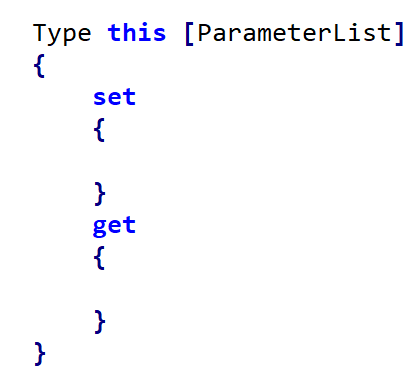 Type this [ParameterList]
{
    set
    {

    }
    get
    {

    }
}